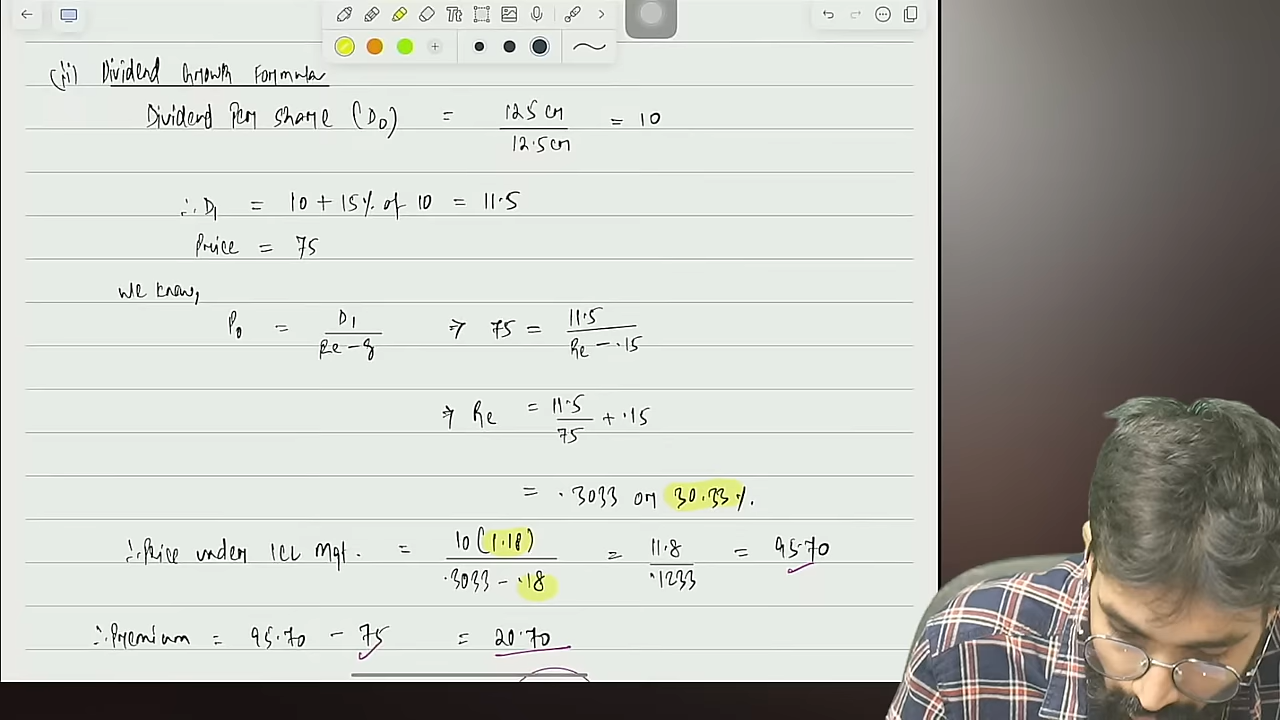 (ii) Dividend Growth Formula
Dividend Per share (D0) = 125 cr / 12.5 cr = 10
∴ D1 = 10 + 15% of 10 = 11.5
Price = 75
we know,
P0 = D1 / Re - g ⇒ 75 = 11.5 / Re - .15
⇒ Re = 11.5 / 75 + .15
= .3033 or 30.33%.
∴ Price under ICL Mgt. = 10(1.18) / .3033 - .18 = 11.8 / .1233 = 95.70
∴ Premium = 95.70 - 75 = 20.70